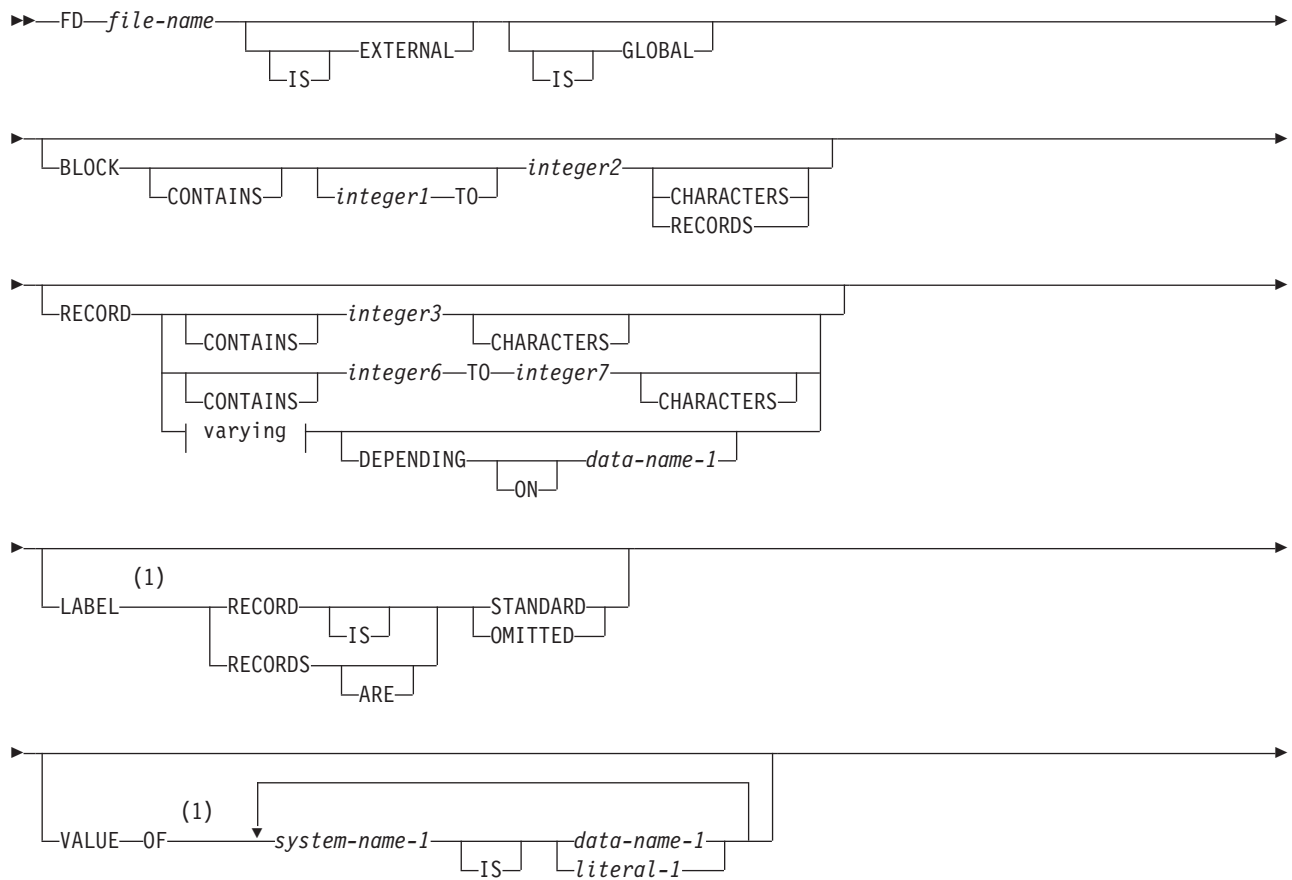 FD file-name EXTERNAL GLOBAL
IS IS
BLOCK integer2
CONTAINS integer1 TO CHARACTERS
RECORDS
RECORD integer3
CONTAINS CHARACTERS
integer6 TO integer7
CONTAINS CHARACTERS
varying
DEPENDING data-name-1
ON
(1)
LABEL RECORD STANDARD
IS OMITTED
RECORDS
ARE
(1)
VALUE OF system-name-1 data-name-1
IS literal-1